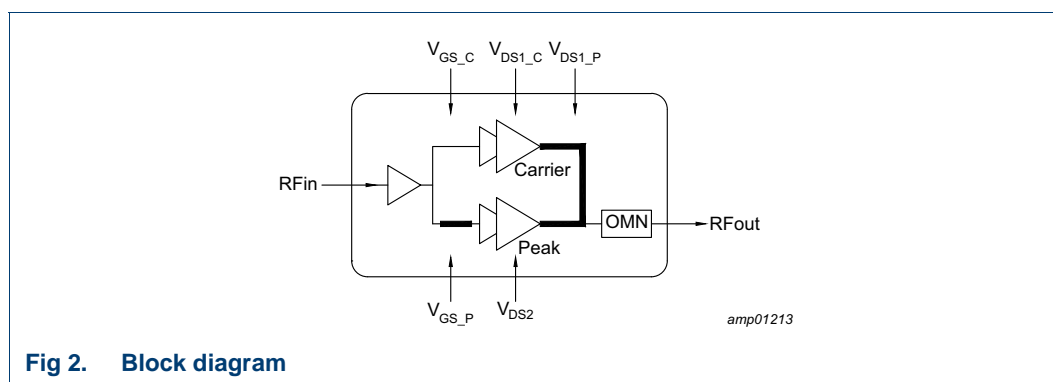 V_GS_C V_DS1_C V_DS1_P
Carrier
RFin
OMN RFout
Peak
V_GS_P V_DS2
amp01213
Fig 2. Block diagram